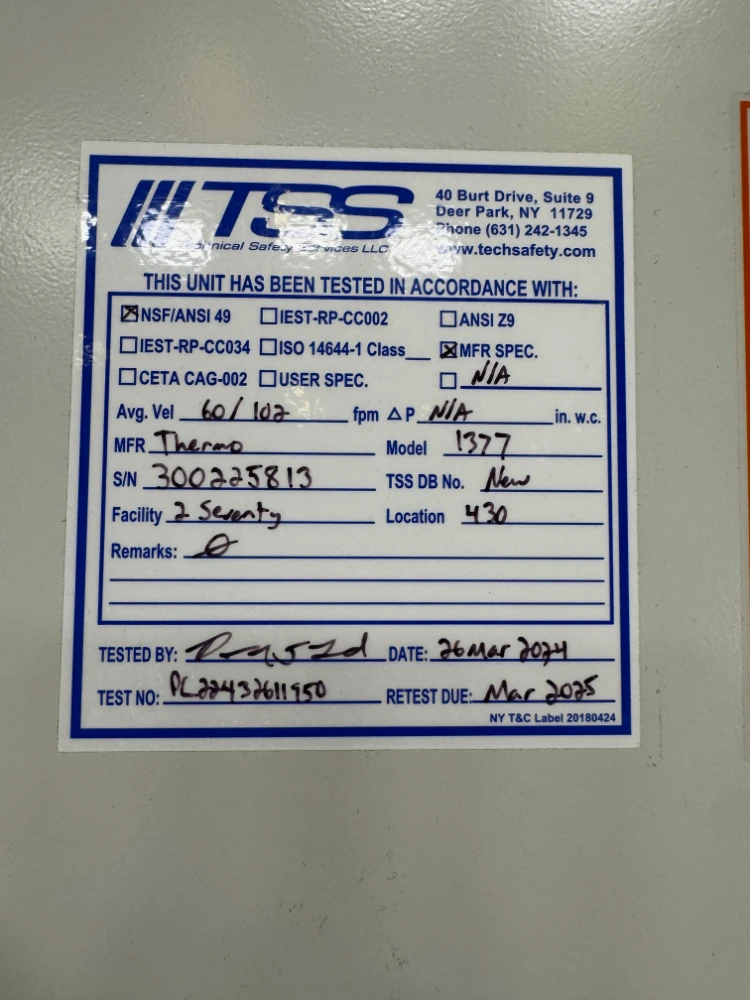 TSS
Technical Safety Services LLC
40 Burt Drive, Suite 9
Deer Park, NY 11729
Phone (631) 242-1345
www.techsafety.com
THIS UNIT HAS BEEN TESTED IN ACCORDANCE WITH:
☒ NSF/ANSI 49 ☐ IEST-RP-CC002 ☐ ANSI Z9
☐ IEST-RP-CC034 ☐ ISO 14644-1 Class___ ☒ MFR SPEC.
☐ CETA CAG-002 ☐ USER SPEC. ☐ N/A
Avg. Vel 60/102 fpm Δ P N/A in. w.c.
MFR Thermo Model 1377
S/N 300225813 TSS DB No. New
Facility 2 Seventy Location 430
Remarks: Ø
TESTED BY: DATE: 26 Mar 2024
TEST NO: RETEST DUE: Mar 2025
NY T&C Label 20180424